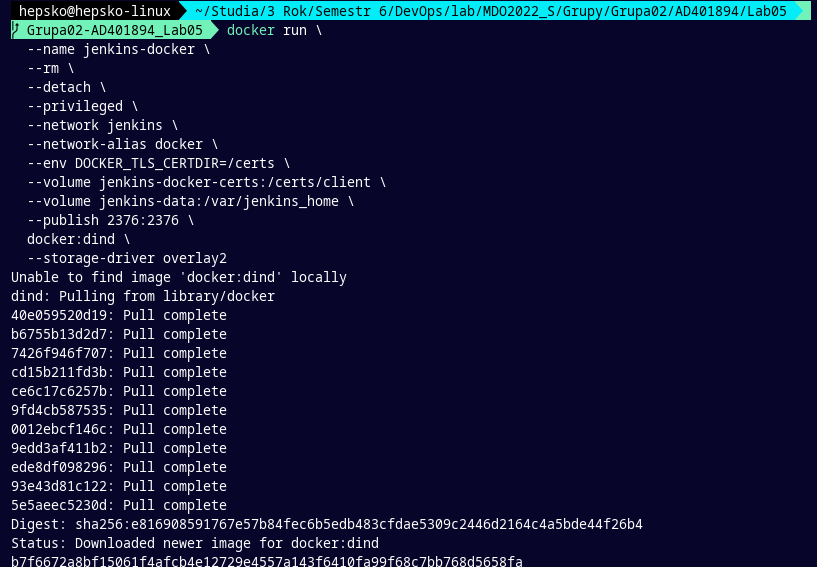 hepsko@hepsko-linux ~/Studia/3 Rok/Semestr 6/DevOps/lab/MDO2022_S/Grupy/Grupa02/AD401894/Lab05
Grupa02-AD401894_Lab05 docker run \
--name jenkins-docker \
--rm \
--detach \
--privileged \
--network jenkins \
--network-alias docker \
--env DOCKER_TLS_CERTDIR=/certs \
--volume jenkins-docker-certs:/certs/client \
--volume jenkins-data:/var/jenkins_home \
--publish 2376:2376 \
docker:dind \
--storage-driver overlay2
Unable to find image 'docker:dind' locally
dind: Pulling from library/docker
40e059520d19: Pull complete
b6755b13d2d7: Pull complete
7426f946f707: Pull complete
cd15b211fd3b: Pull complete
ce6c17c6257b: Pull complete
9fd4cb587535: Pull complete
0012ebcf146c: Pull complete
9edd3af411b2: Pull complete
ede8df098296: Pull complete
93e43d81c122: Pull complete
5e5aeec5230d: Pull complete
Digest: sha256:e816908591767e57b84fec6b5edb483cfdae5309c2446d2164c4a5bde44f26b4
Status: Downloaded newer image for docker:dind
b7f6672a8bf15061f4afcb4e12729e4557a143f6410fa99f68c7bb768d5658fa